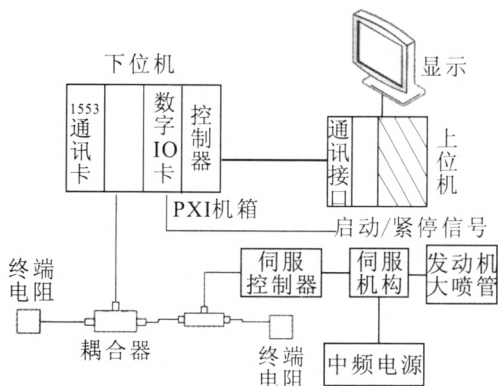 显示
下位机
1553
通讯
卡
数字
IO
卡
控制器
通讯接口
上位机
PXI机箱
启动/紧停信号
终端
电阻
耦合器
伺服
控制器
伺服
机构
发动机
大喷管
终端
电阻
中频电源